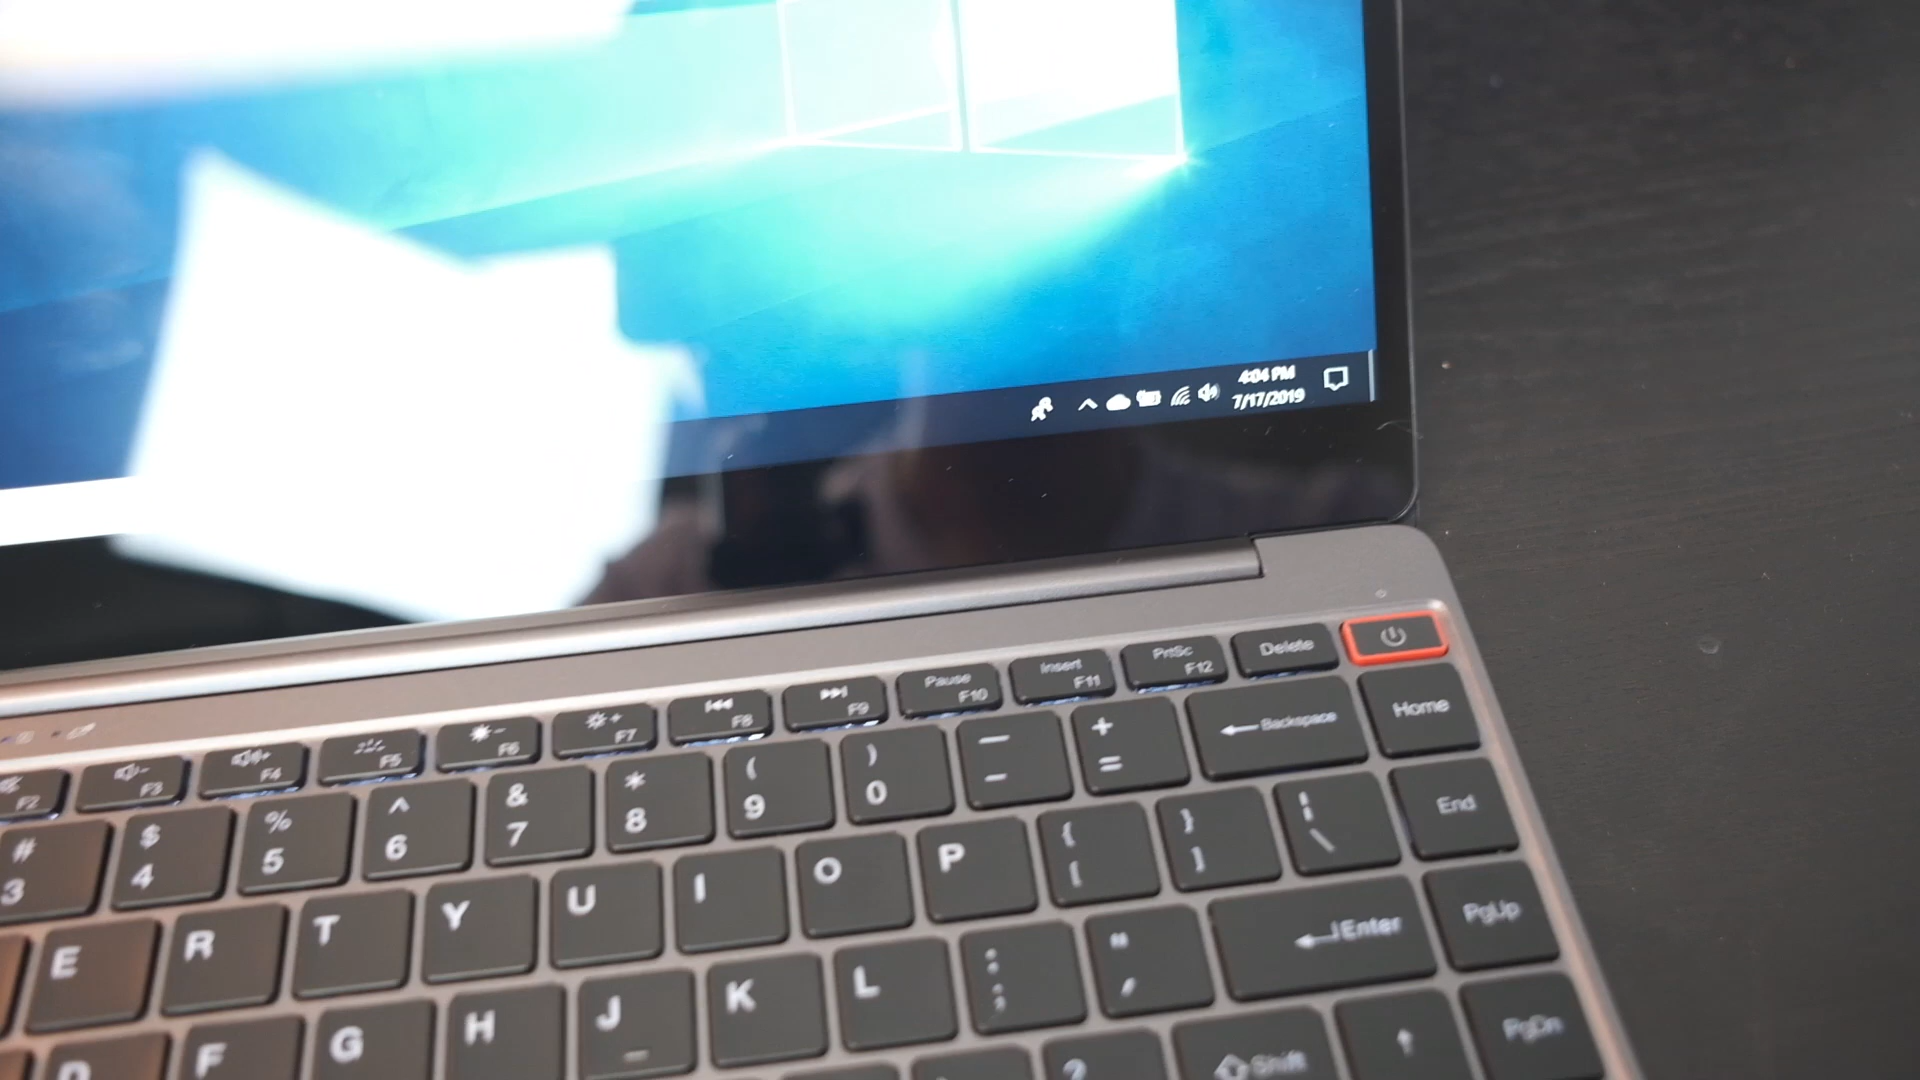 4:04 PM
7/17/2019
F2 F3 F4 F5 F6 F7 F8 F9 Pause F10 Insert F11 PrtSc F12 Delete
# 3 $ 4 % 5 ^ 6 & 7 * 8 ( 9 ) 0 — - + = Backspace Home
E R T Y U I O P { [ } ] ¦ \ End
D F G H J K L : ; " ' Enter PgUp
? Shift ↑ PgDn